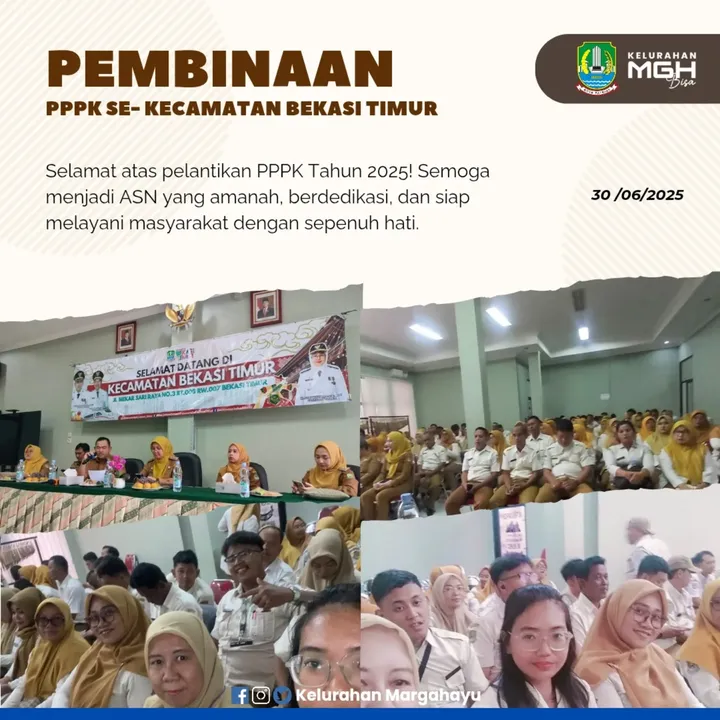 PEMBINAAN
PPPK SE- KECAMATAN BEKASI TIMUR
KELURAHAN
MGH
Bisa
Selamat atas pelantikan PPPK Tahun 2025! Semoga
menjadi ASN yang amanah, berdedikasi, dan siap
melayani masyarakat dengan sepenuh hati.
30 /06/2025
SELAMAT DATANG DI
KECAMATAN BEKASI TIMUR
Kelurahan Margahayu